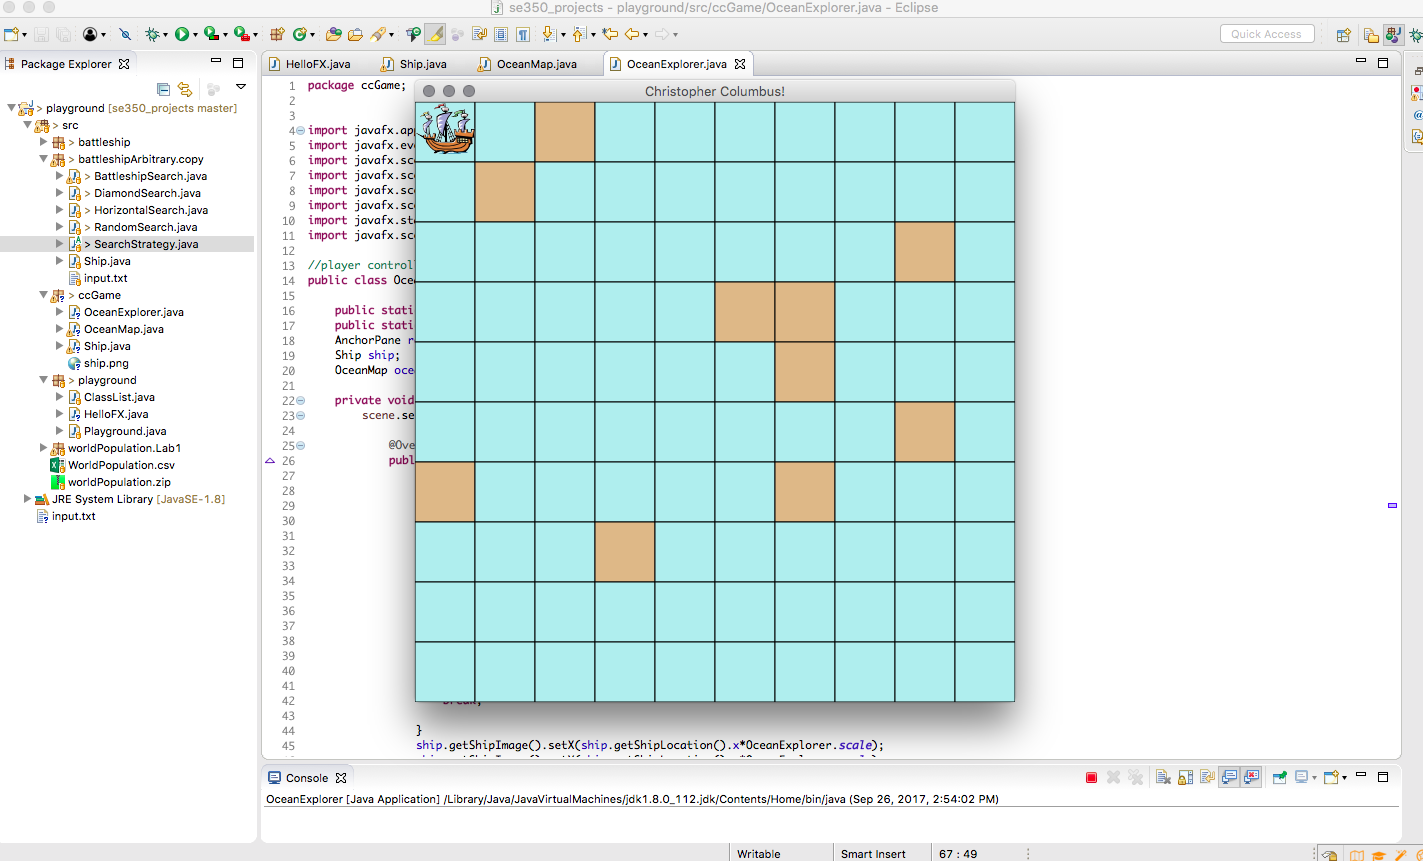 se350_projects - playground/src/ccGame/OceanExplorer.java - Eclipse
Quick Access
Package Explorer
> playground [se350_projects master]
> src
> battleship
> battleshipArbitrary.copy
> BattleshipSearch.java
> DiamondSearch.java
> HorizontalSearch.java
> RandomSearch.java
> SearchStrategy.java
Ship.java
input.txt
> ccGame
OceanExplorer.java
OceanMap.java
Ship.java
ship.png
> playground
ClassList.java
HelloFX.java
Playground.java
worldPopulation.Lab1
WorldPopulation.csv
worldPopulation.zip
JRE System Library [JavaSE-1.8]
input.txt
HelloFX.java
Ship.java
OceanMap.java
OceanExplorer.java
Christopher Columbus!
1 package ccGame;
2
3
4 import javafx.app
5 import javafx.eve
6 import javafx.sce
7 import javafx.sce
8 import javafx.sce
9 import javafx.sce
10 import javafx.sta
11 import javafx.sce
12
13 //player controll
14 public class Oce
15
16 public stati
17 public stati
18 AnchorPane r
19 Ship ship;
20 OceanMap oce
21
22 private void
23 scene.se
24
25 @Ove
26 publ
27
28
29
30
31
32
33
34
35
36
37
38
39
40
41
42 break;
43
44 }
45 ship.getShipImage().setX(ship.getShipLocation().x*OceanExplorer.scale);
Console
OceanExplorer [Java Application] /Library/Java/JavaVirtualMachines/jdk1.8.0_112.jdk/Contents/Home/bin/java (Sep 26, 2017, 2:54:02 PM)
Writable
Smart Insert
67 : 49